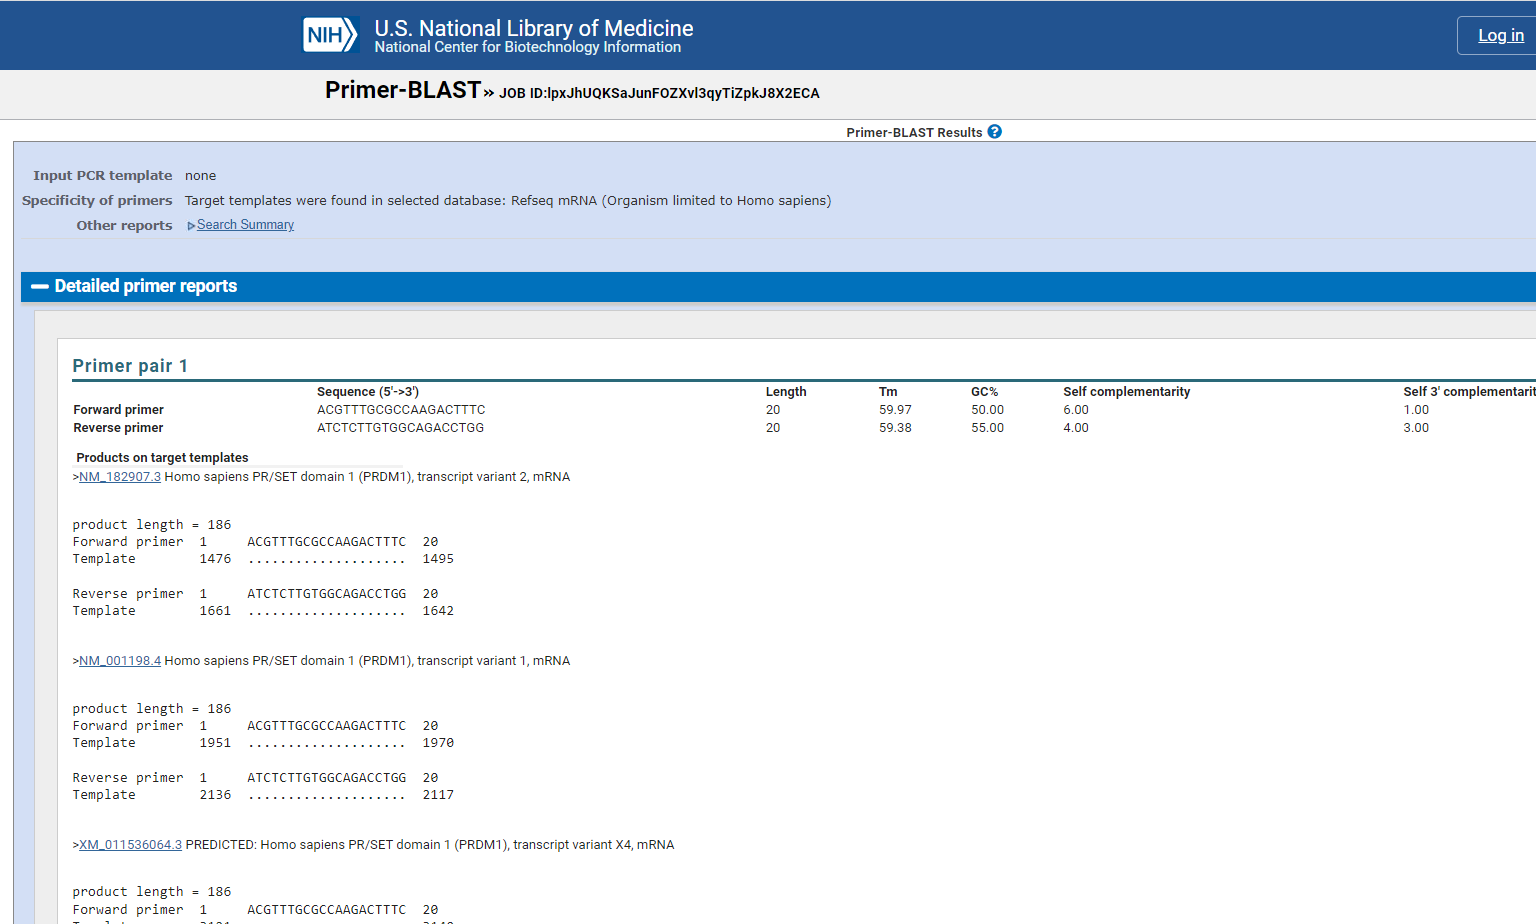 NIH U.S. National Library of Medicine
National Center for Biotechnology Information
Log in
Primer-BLAST » JOB ID:lpxJhUQKSaJunFOZXvl3qyTiZpkJ8X2ECA
Primer-BLAST Results ?
Input PCR template none
Specificity of primers Target templates were found in selected database: Refseq mRNA (Organism limited to Homo sapiens)
Other reports Search Summary
Detailed primer reports
Primer pair 1
Sequence (5'->3') Length Tm GC% Self complementarity Self 3' complementarit
Forward primer ACGTTTGCGCCAAGACTTTC 20 59.97 50.00 6.00 1.00
Reverse primer ATCTCTTGTGGCAGACCTGG 20 59.38 55.00 4.00 3.00
Products on target templates
>NM_182907.3 Homo sapiens PR/SET domain 1 (PRDM1), transcript variant 2, mRNA
product length = 186
Forward primer 1 ACGTTTGCGCCAAGACTTTC 20
Template 1476 .................... 1495
Reverse primer 1 ATCTCTTGTGGCAGACCTGG 20
Template 1661 .................... 1642
>NM_001198.4 Homo sapiens PR/SET domain 1 (PRDM1), transcript variant 1, mRNA
product length = 186
Forward primer 1 ACGTTTGCGCCAAGACTTTC 20
Template 1951 .................... 1970
Reverse primer 1 ATCTCTTGTGGCAGACCTGG 20
Template 2136 .................... 2117
>XM_011536064.3 PREDICTED: Homo sapiens PR/SET domain 1 (PRDM1), transcript variant X4, mRNA
product length = 186
Forward primer 1 ACGTTTGCGCCAAGACTTTC 20